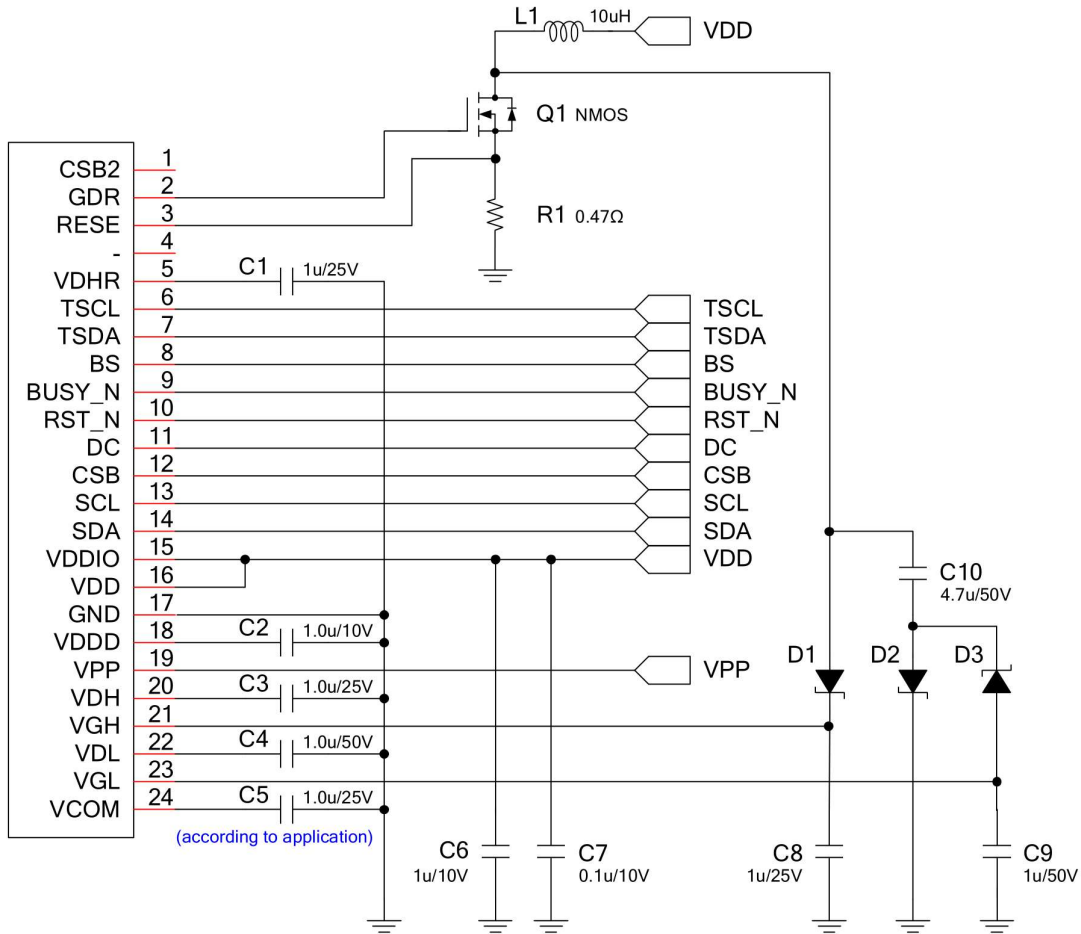 L1 10uH VDD
Q1 NMOS
R1 0.47Ω
CSB2 1
GDR 2
RESE 3
- 4
VDHR 5 C1 1u/25V
TSCL 6 TSCL
TSDA 7 TSDA
BS 8 BS
BUSY_N 9 BUSY_N
RST_N 10 RST_N
DC 11 DC
CSB 12 CSB
SCL 13 SCL
SDA 14 SDA
VDDIO 15 VDD
VDD 16
GND 17
VDDD 18 C2 1.0u/10V
VPP 19 VPP
VDH 20 C3 1.0u/25V
VGH 21
VDL 22 C4 1.0u/50V
VGL 23
VCOM 24 C5 1.0u/25V
(according to application)
C10
4.7u/50V
D1 D2 D3
C6
1u/10V
C7
0.1u/10V
C8
1u/25V
C9
1u/50V